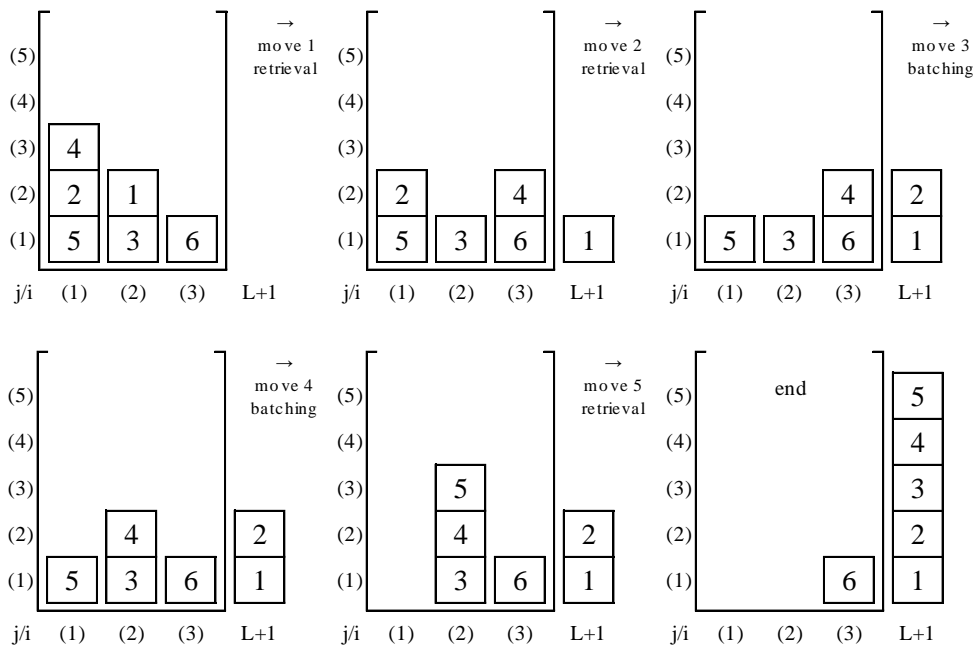 →
move 1
retrieval
(5)
(4)
(3) 4
(2) 2 1
(1) 5 3 6
j/i (1) (2) (3) L+1
→
move 2
retrieval
(5)
(4)
(3)
(2) 2 4
(1) 5 3 6 1
j/i (1) (2) (3) L+1
→
move 3
batching
(5)
(4)
(3)
(2) 4 2
(1) 5 3 6 1
j/i (1) (2) (3) L+1
→
move 4
batching
(5)
(4)
(3)
(2) 4 2
(1) 5 3 6 1
j/i (1) (2) (3) L+1
→
move 5
retrieval
(5)
(4)
(3) 5
(2) 4 2
(1) 3 6 1
j/i (1) (2) (3) L+1
end
(5) 5
(4) 4
(3) 3
(2) 2
(1) 6 1
j/i (1) (2) (3) L+1